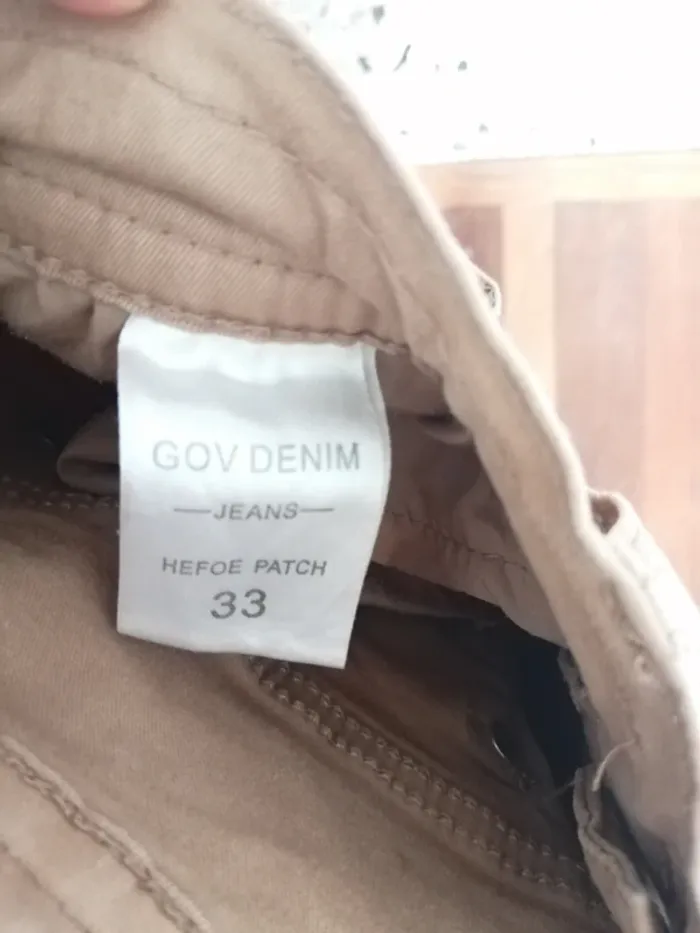 GOV DENIM
JEANS
HEFOE PATCH
33